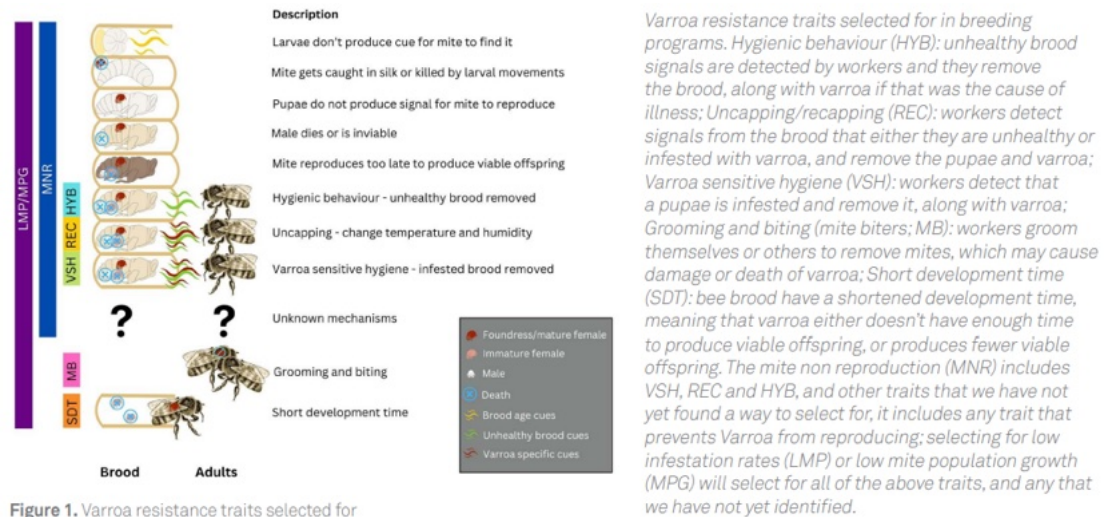 Description
Larvae don't produce cue for mite to find it
Mite gets caught in silk or killed by larval movements
Pupae do not produce signal for mite to reproduce
Male dies or is inviable
Mite reproduces too late to produce viable offspring
Hygienic behaviour - unhealthy brood removed
Uncapping - change temperature and humidity
Varroa sensitive hygiene - infested brood removed
Unknown mechanisms
Grooming and biting
Short development time
LMP/MPG
MNR
HYB
REC
VSH
MB
SDT
?
?
Foundress/mature female
Immature female
Male
Death
Brood age cues
Unhealthy brood cues
Varroa specific cues
Brood
Adults
Figure 1. Varroa resistance traits selected for
Varroa resistance traits selected for in breeding
programs. Hygienic behaviour (HYB): unhealthy brood
signals are detected by workers and they remove
the brood, along with varroa if that was the cause of
illness; Uncapping/recapping (REC): workers detect
signals from the brood that either they are unhealthy or
infested with varroa, and remove the pupae and varroa;
Varroa sensitive hygiene (VSH): workers detect that
a pupae is infested and remove it, along with varroa;
Grooming and biting (mite biters; MB): workers groom
themselves or others to remove mites, which may cause
damage or death of varroa; Short development time
(SDT): bee brood have a shortened development time,
meaning that varroa either doesn't have enough time
to produce viable offspring, or produces fewer viable
offspring. The mite non reproduction (MNR) includes
VSH, REC and HYB, and other traits that we have not
yet found a way to select for, it includes any trait that
prevents Varroa from reproducing; selecting for low
infestation rates (LMP) or low mite population growth
(MPG) will select for all of the above traits, and any that
we have not yet identified.